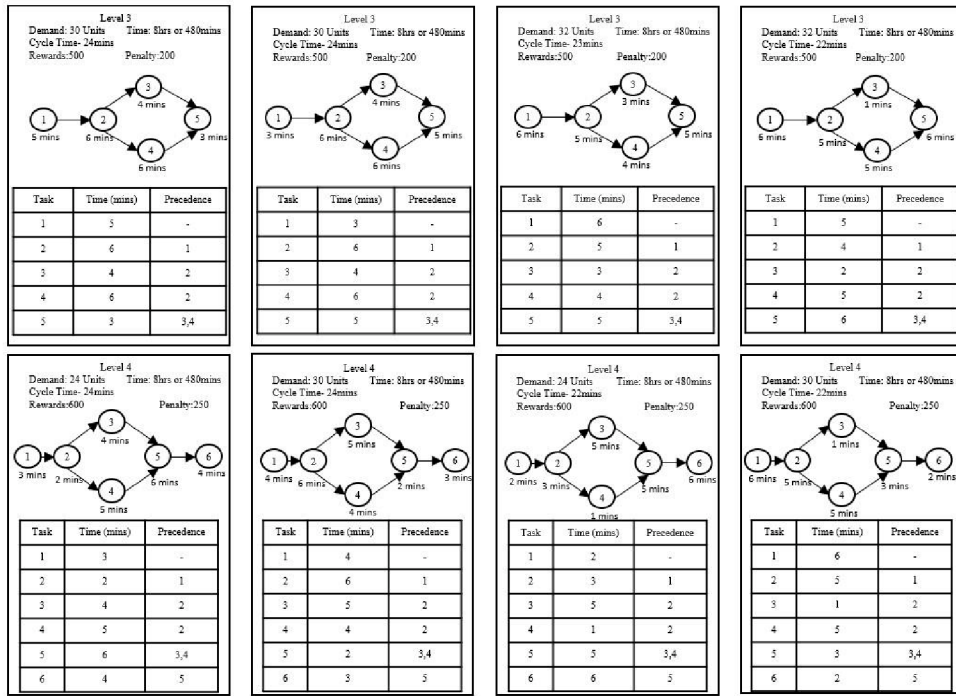 Level 3
Demand: 30 Units Time: 8hrs or 480mins
Cycle Time- 24mins
Rewards:500 Penalty:200
3
4 mins
1 2 5
5 mins 6 mins 3 mins
4
6 mins
Task Time (mins) Precedence
1 5 -
2 6 1
3 4 2
4 6 2
5 3 3,4
Level 3
Demand: 30 Units Time: 8hrs or 480mins
Cycle Time- 24mins
Rewards:500 Penalty:200
3
4 mins
1 2 5
3 mins 6 mins 5 mins
4
6 mins
Task Time (mins) Precedence
1 3 -
2 6 1
3 4 2
4 6 2
5 5 3,4
Level 3
Demand: 32 Units Time: 8hrs or 480mins
Cycle Time- 23mins
Rewards:500 Penalty:200
3
3 mins
1 2 5
6 mins 5 mins 5 mins
4
4 mins
Task Time (mins) Precedence
1 6 -
2 5 1
3 3 2
4 4 2
5 5 3,4
Level 3
Demand: 32 Units Time: 8hrs or 480mins
Cycle Time- 22mins
Rewards:500 Penalty:200
3
1 mins
1 2 5
5 mins 5 mins 6 mins
4
5 mins
Task Time (mins) Precedence
1 5 -
2 4 1
3 2 2
4 5 2
5 6 3,4
Level 4
Demand: 24 Units Time: 8hrs or 480mins
Cycle Time- 24mins
Rewards:600 Penalty:250
3
4 mins
1 2 5 6
3 mins 2 mins 6 mins 4 mins
4
5 mins
Task Time (mins) Precedence
1 3 -
2 2 1
3 4 2
4 5 2
5 6 3,4
6 4 5
Level 4
Demand: 30 Units Time: 8hrs or 480mins
Cycle Time- 24mins
Rewards:600 Penalty:250
3
5 mins
1 2 5 6
4 mins 6 mins 2 mins 3 mins
4
4 mins
Task Time (mins) Precedence
1 4 -
2 6 1
3 5 2
4 4 2
5 2 3,4
6 3 5
Level 4
Demand: 24 Units Time: 8hrs or 480mins
Cycle Time- 22mins
Rewards:600 Penalty:250
3
5 mins
1 2 5 6
2 mins 3 mins 5 mins 6 mins
4
1 mins
Task Time (mins) Precedence
1 2 -
2 3 1
3 5 2
4 1 2
5 5 3,4
6 6 5
Level 4
Demand: 30 Units Time: 8hrs or 480mins
Cycle Time- 22mins
Rewards:600 Penalty:250
3
1 mins
1 2 5 6
6 mins 5 mins 3 mins 2 mins
4
5 mins
Task Time (mins) Precedence
1 6 -
2 5 1
3 1 2
4 5 2
5 3 3,4
6 2 5